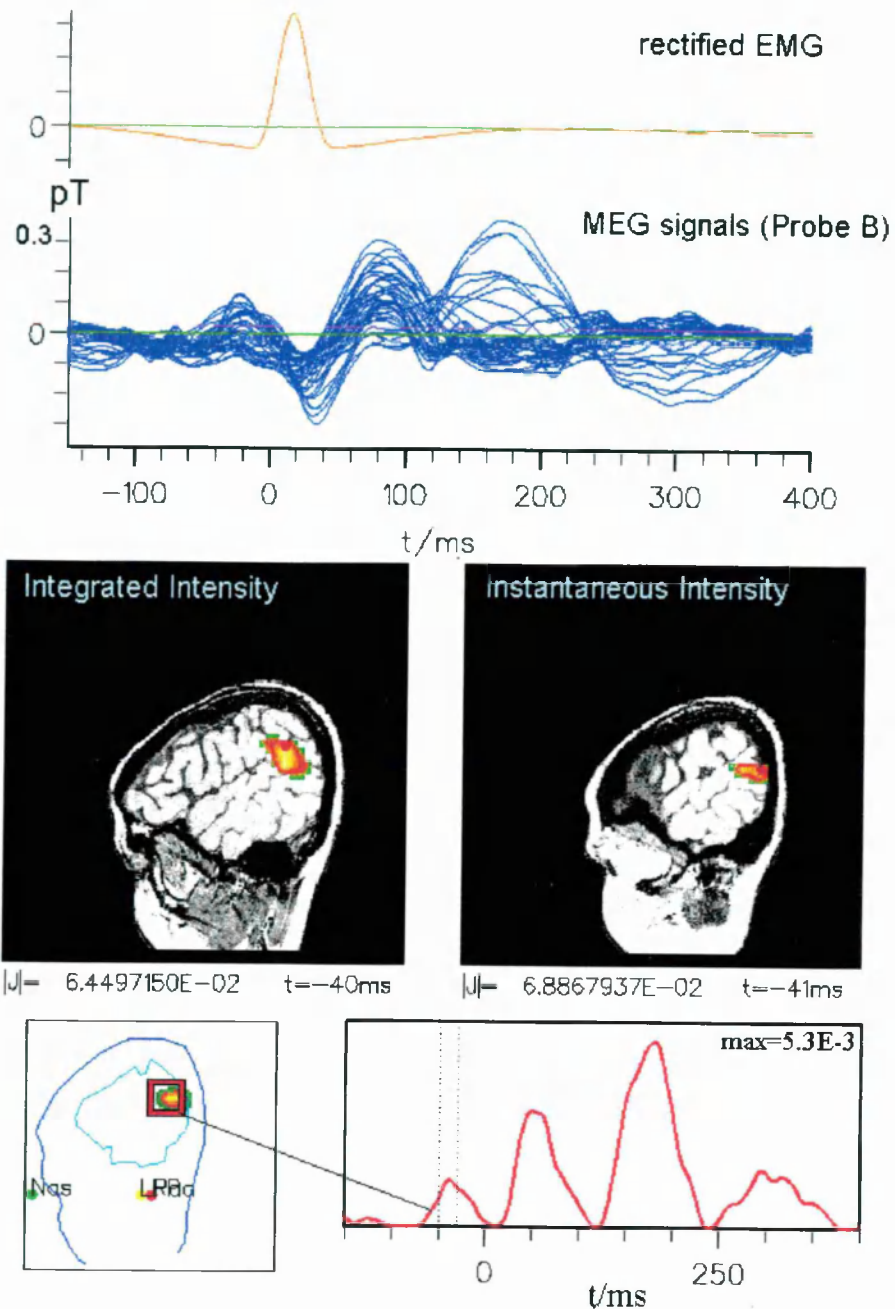 rectified EMG
0
pT
0.3
MEG signals (Probe B)
0
-100 0 100 200 300 400
t/ms
Integrated Intensity
Instantaneous Intensity
|J|= 6.4497150E-02 t=-40ms
|J|= 6.8867937E-02 t=-41ms
max=5.3E-3
Nas
0 250
t/ms